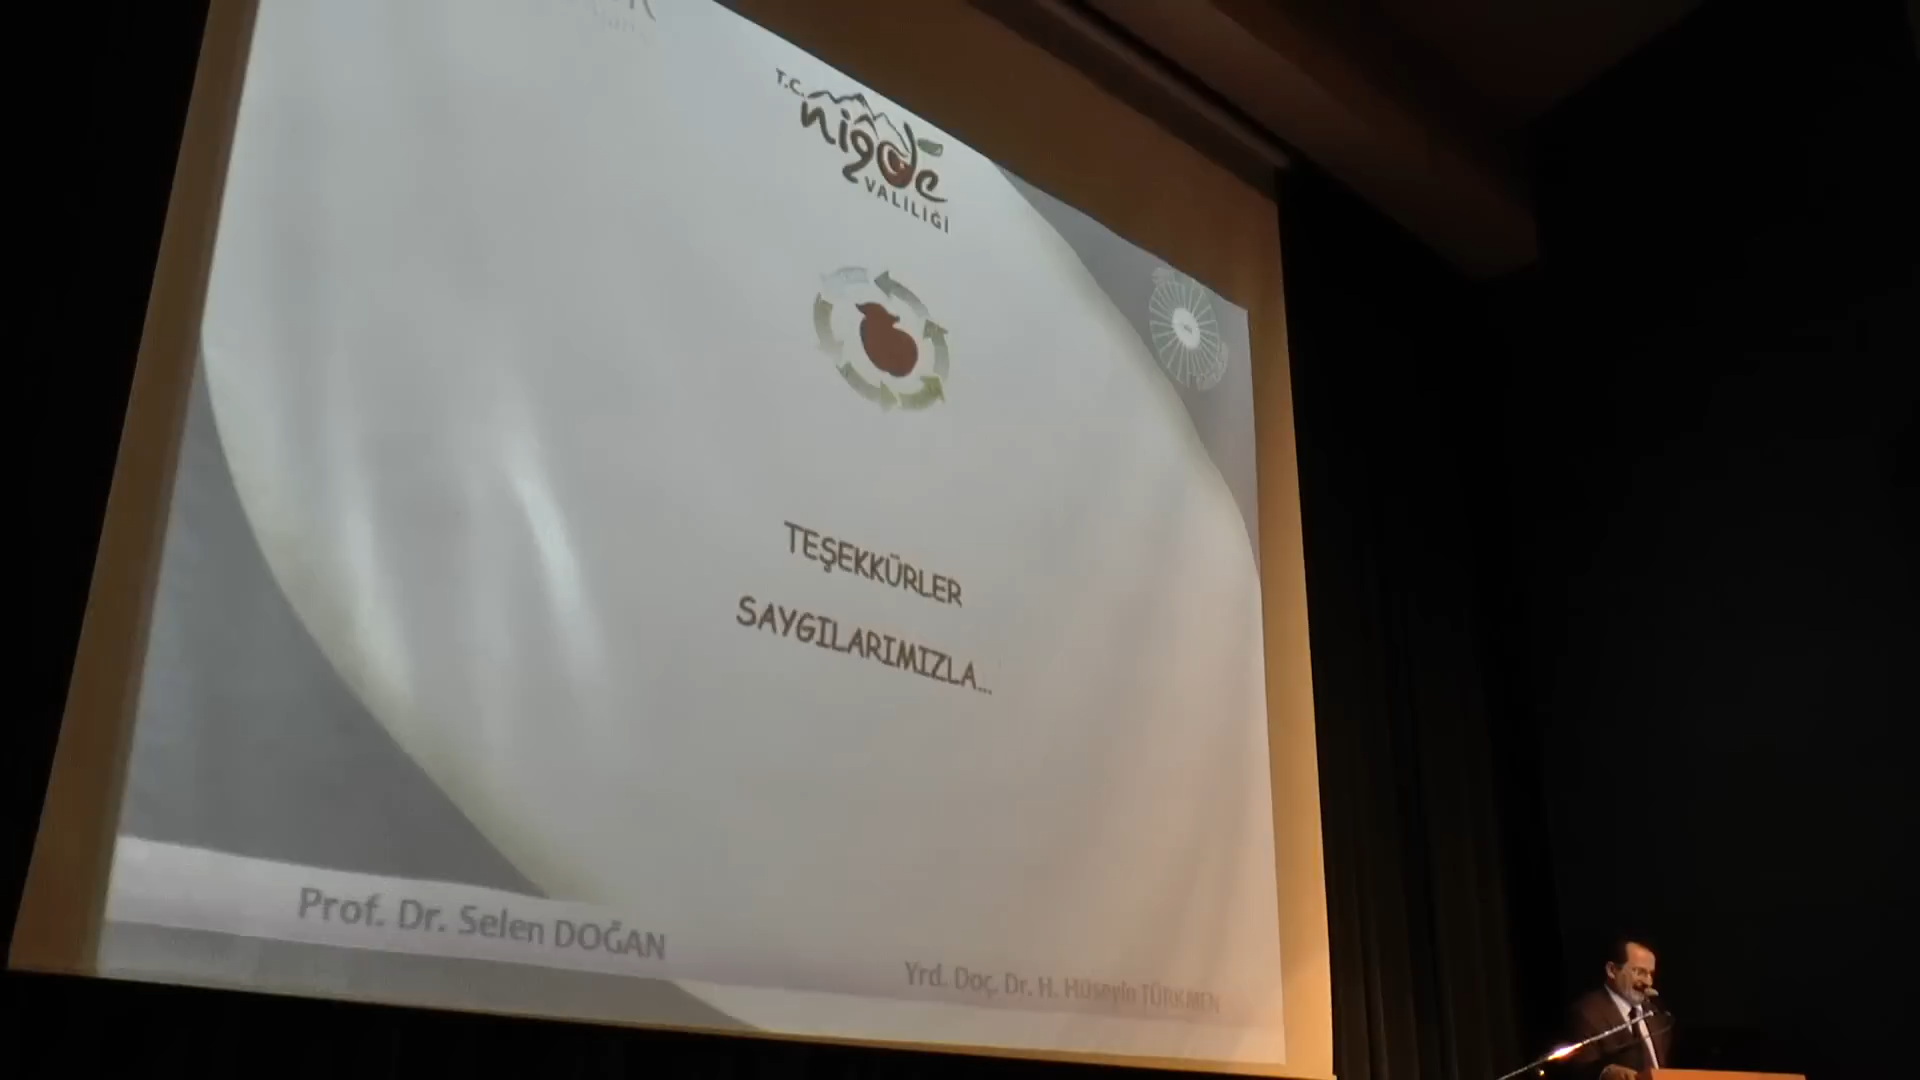 T.C.
niğde
VALİLİĞİ
TEŞEKKÜRLER
SAYGILARIMIZLA...
Prof. Dr. Selen DOĞAN
Yrd. Doç. Dr. H. Hüseyin TÜRKMEN